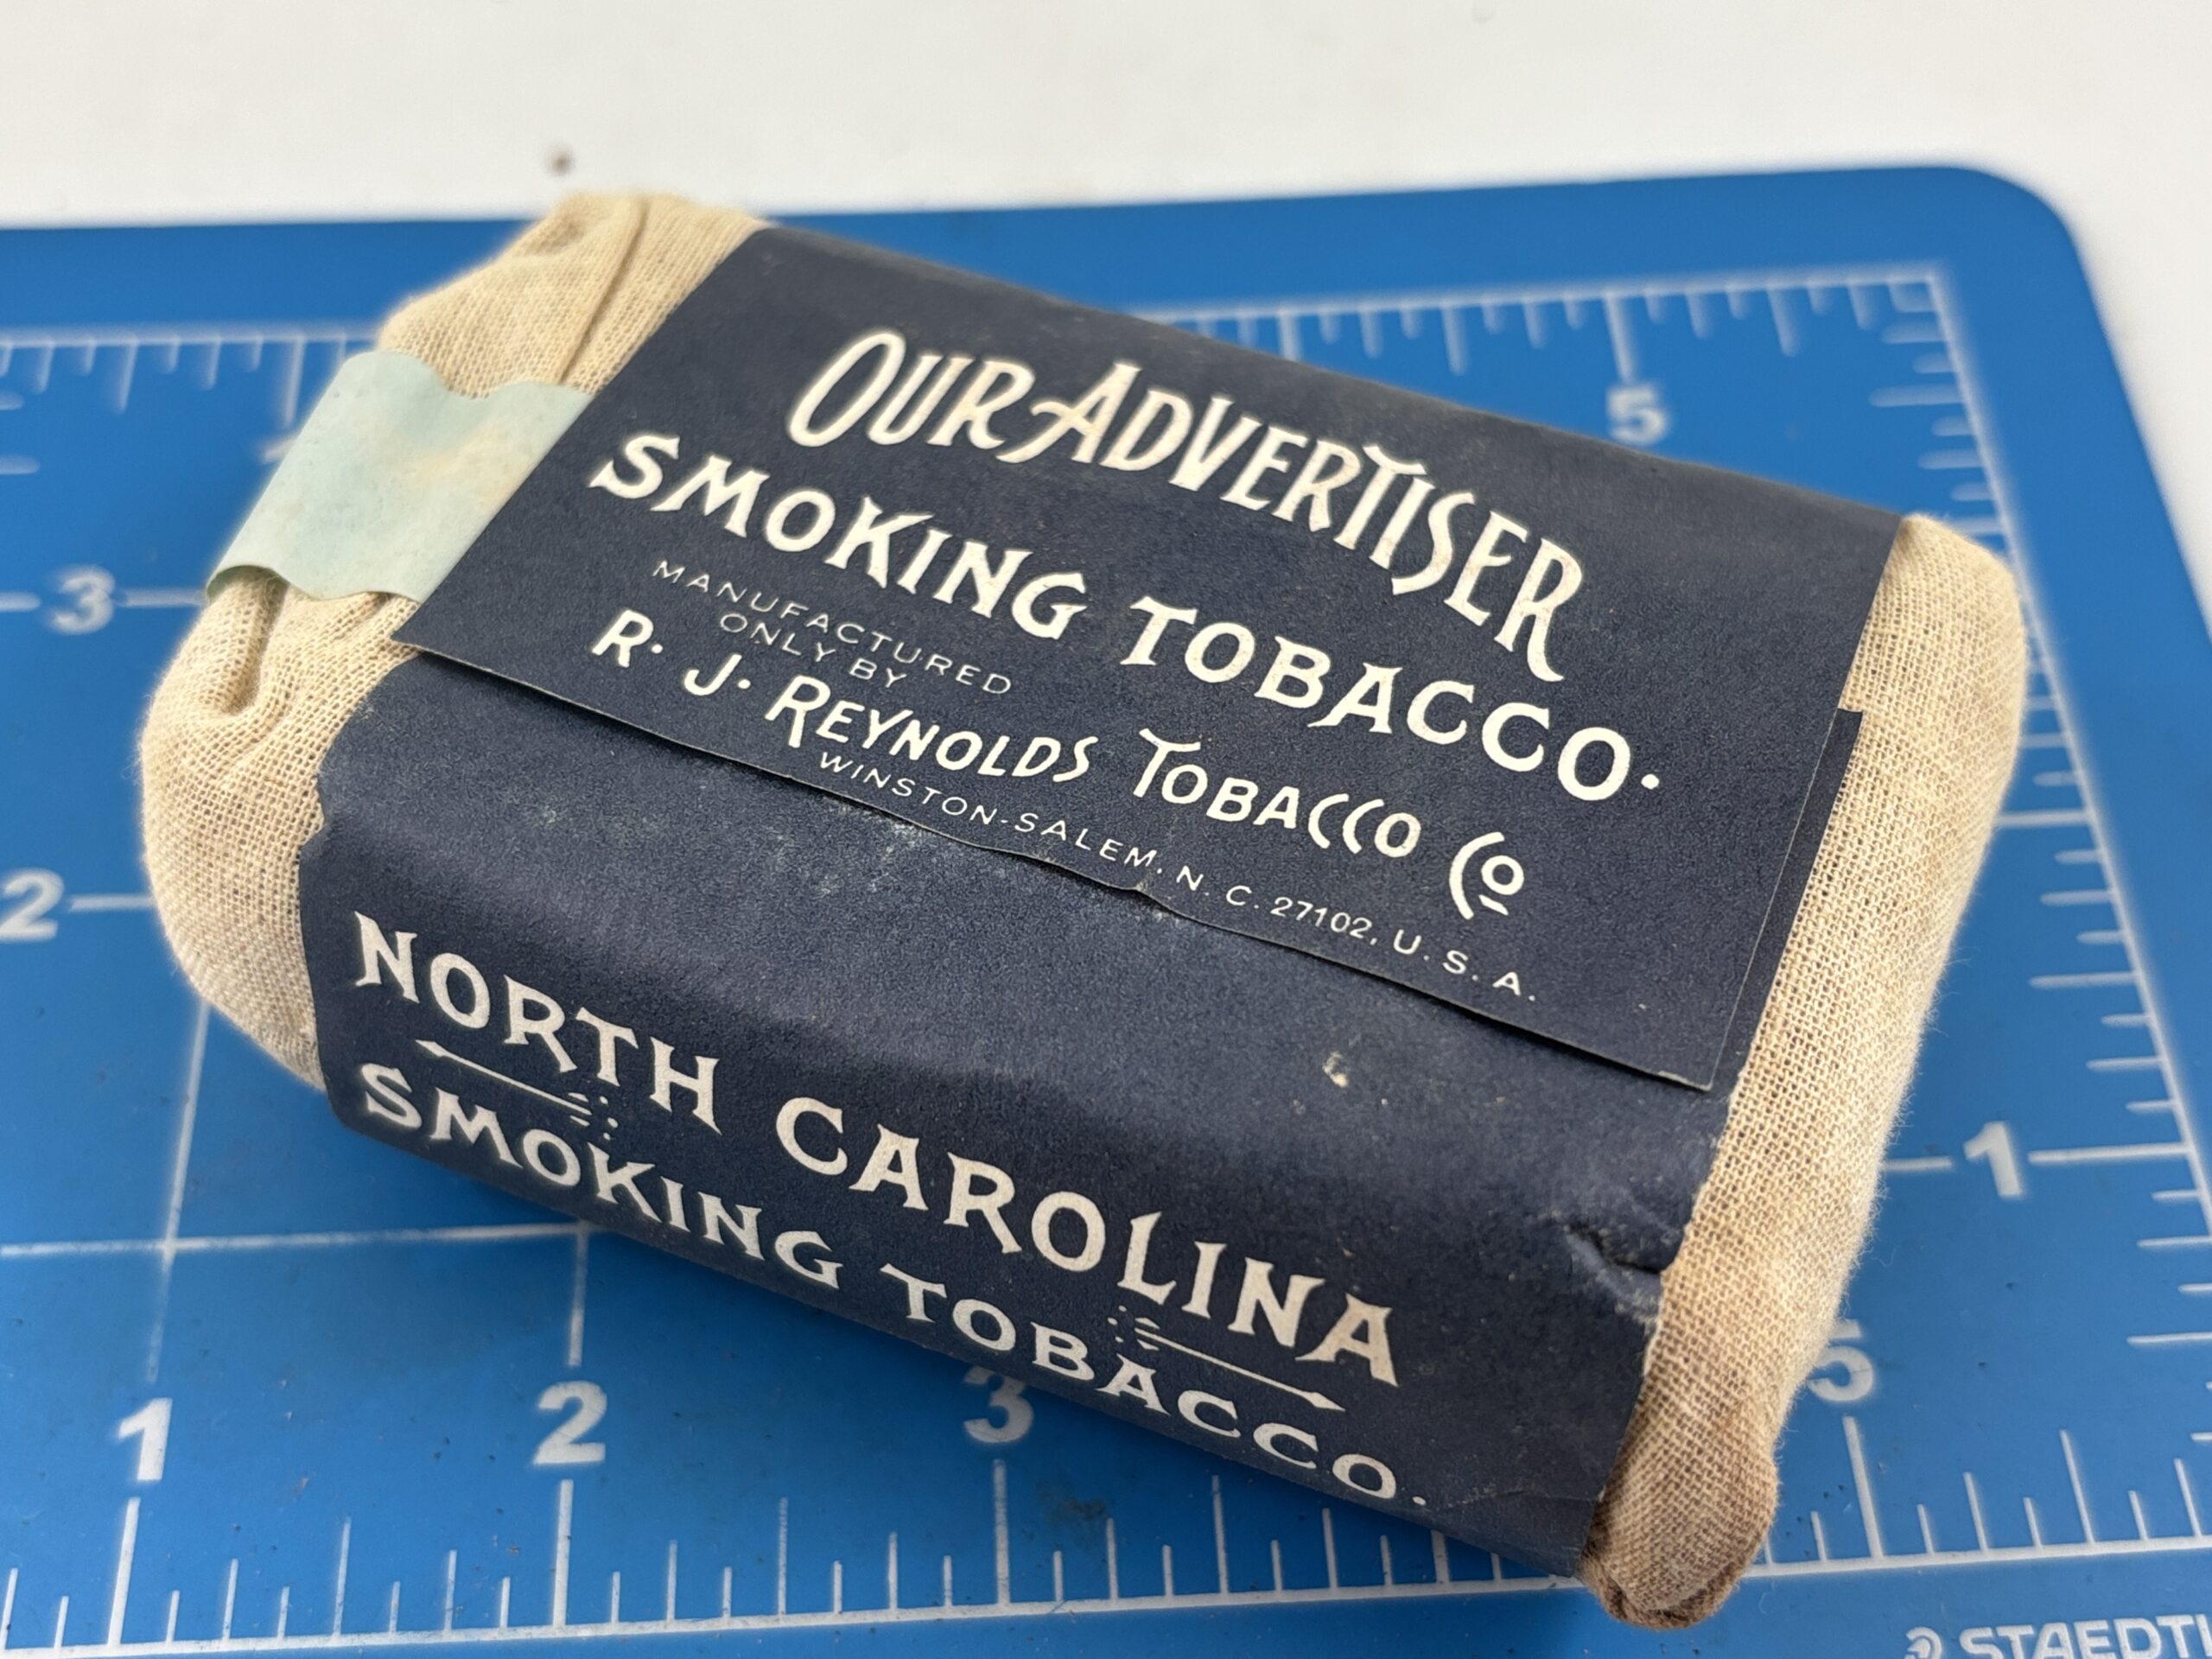 OUR ADVERTISER
SMOKING TOBACCO.
MANUFACTURED
ONLY BY
R. J. REYNOLDS TOBACCO Co
WINSTON-SALEM, N. C. 27102, U. S. A.
NORTH CAROLINA
SMOKING TOBACCO.
5
3
2
1
1
2
3
5